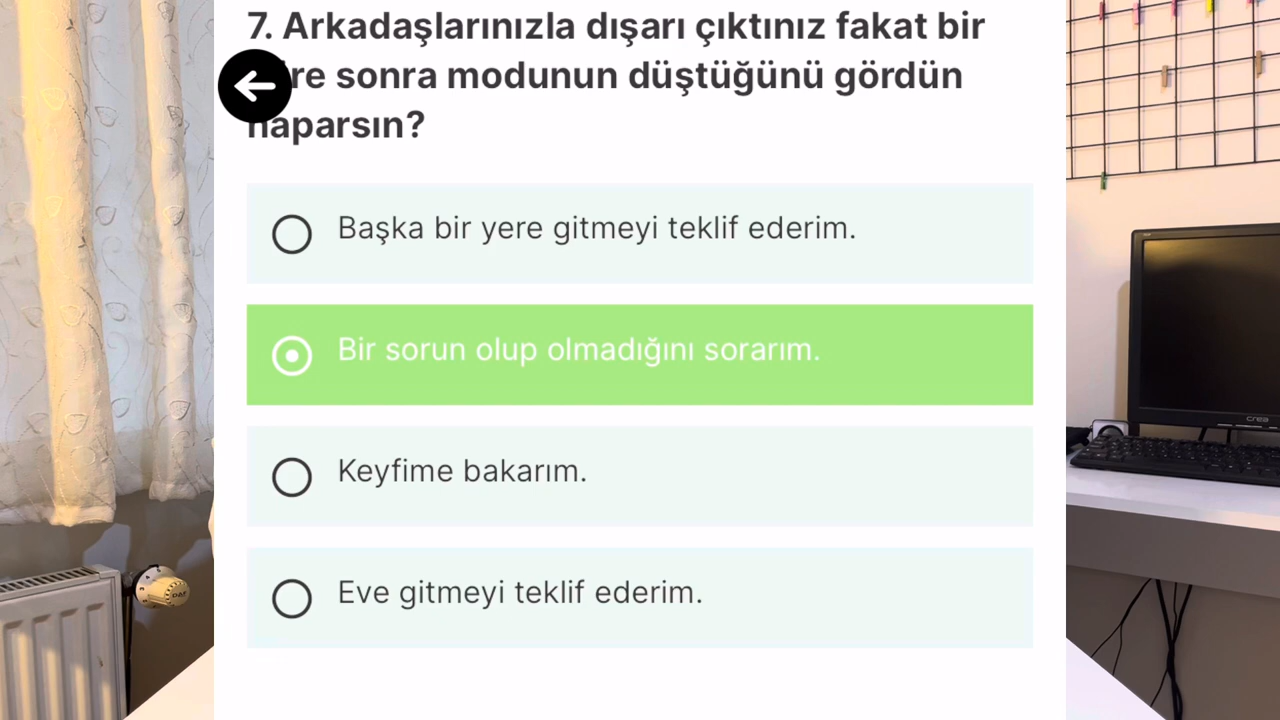 7. Arkadaşlarınızla dışarı çıktınız fakat bir
sonra modunun düştüğünü gördün
naparsın?
Başka bir yere gitmeyi teklif ederim.
Bir sorun olup olmadığını sorarım.
Keyfime bakarım.
Eve gitmeyi teklif ederim.
crea